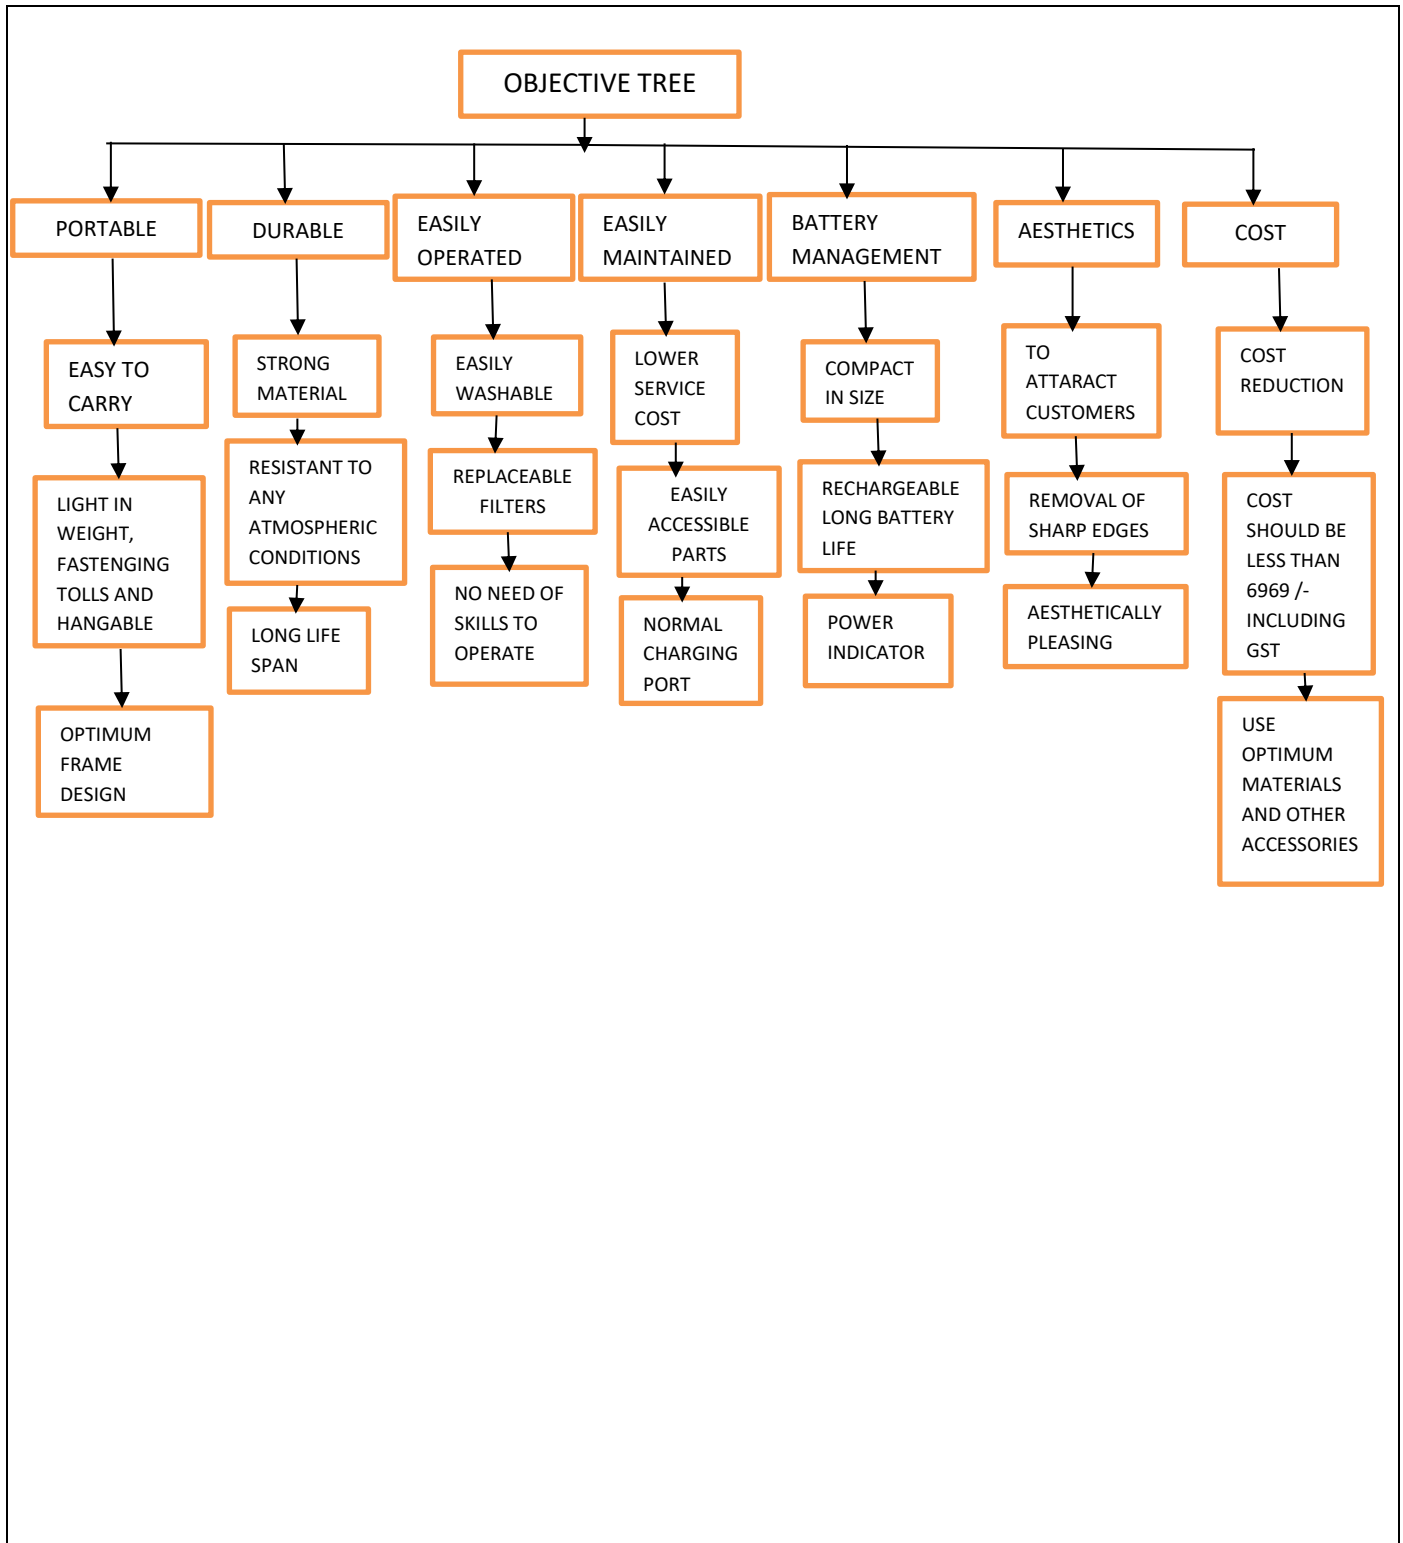 OBJECTIVE TREE
PORTABLE
DURABLE
EASILY
OPERATED
EASILY
MAINTAINED
BATTERY
MANAGEMENT
AESTHETICS
COST
EASY TO
CARRY
STRONG
MATERIAL
EASILY
WASHABLE
LOWER
SERVICE
COST
COMPACT
IN SIZE
TO
ATTARACT
CUSTOMERS
COST
REDUCTION
LIGHT IN
WEIGHT,
FASTENGING
TOLLS AND
HANGABLE
RESISTANT TO
ANY
ATMOSPHERIC
CONDITIONS
REPLACEABLE
FILTERS
EASILY
ACCESSIBLE
PARTS
RECHARGEABLE
LONG BATTERY
LIFE
REMOVAL OF
SHARP EDGES
COST
SHOULD BE
LESS THAN
6969 /-
INCLUDING
GST
OPTIMUM
FRAME
DESIGN
LONG LIFE
SPAN
NO NEED OF
SKILLS TO
OPERATE
NORMAL
CHARGING
PORT
POWER
INDICATOR
AESTHETICALLY
PLEASING
USE
OPTIMUM
MATERIALS
AND OTHER
ACCESSORIES